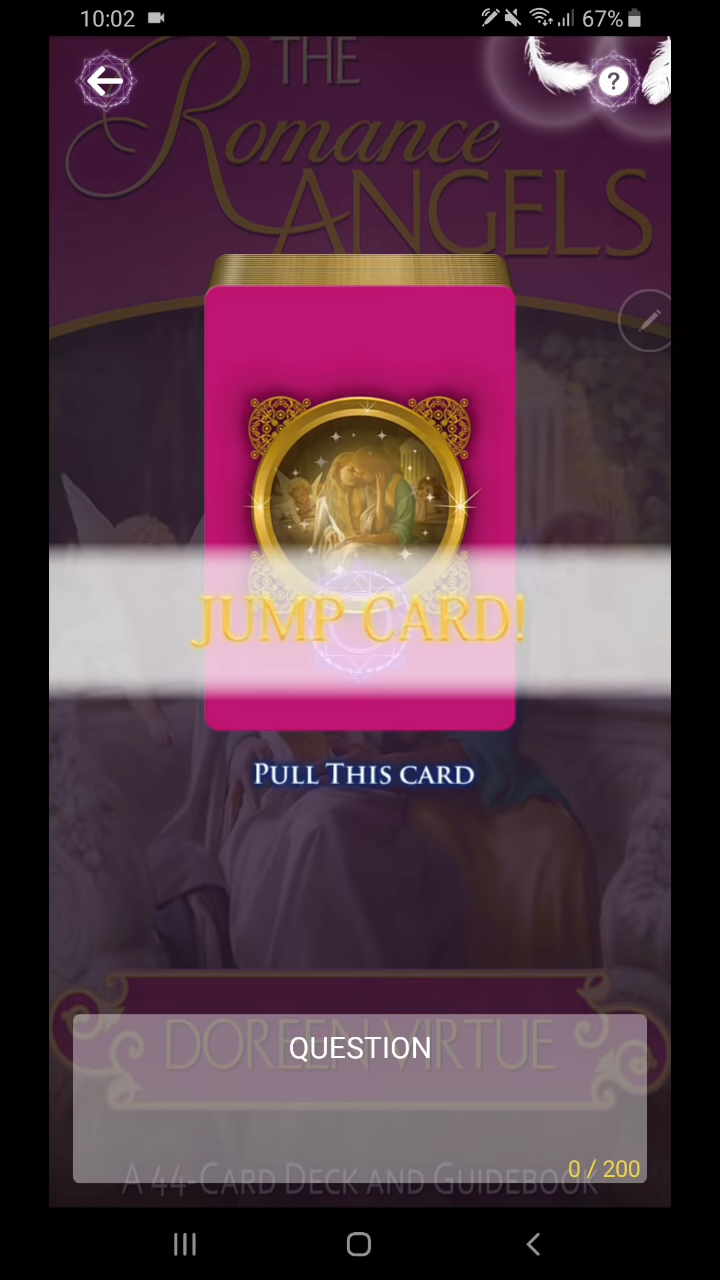 10:02 67%
THE
Romance
ANGELS
JUMP CARD!
PULL THIS CARD
QUESTION
DOREEN VIRTUE
0 / 200
A 44-CARD DECK AND GUIDEBOOK